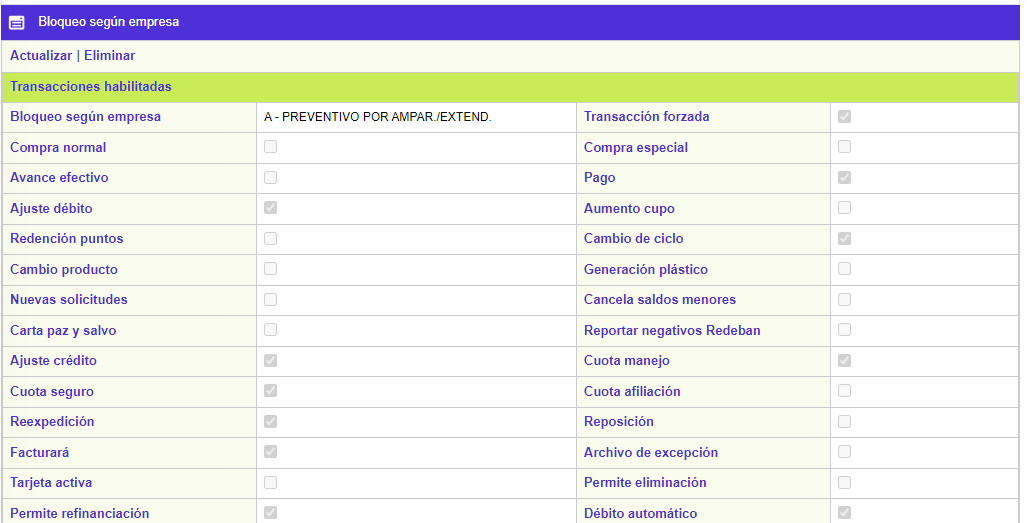 Bloqueo según empresa
Actualizar | Eliminar
Transacciones habilitadas
Bloqueo según empresa A - PREVENTIVO POR AMPAR./EXTEND. Transacción forzada
Compra normal Compra especial
Avance efectivo Pago
Ajuste débito Aumento cupo
Redención puntos Cambio de ciclo
Cambio producto Generación plástico
Nuevas solicitudes Cancela saldos menores
Carta paz y salvo Reportar negativos Redeban
Ajuste crédito Cuota manejo
Cuota seguro Cuota afiliación
Reexpedición Reposición
Facturará Archivo de excepción
Tarjeta activa Permite eliminación
Permite refinanciación Débito automático